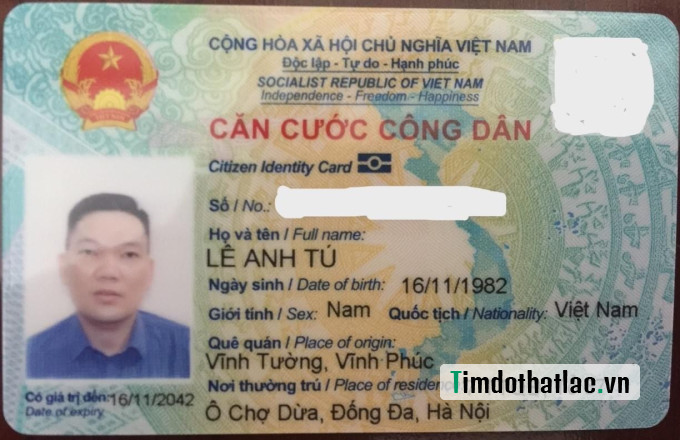 CỘNG HÒA XÃ HỘI CHỦ NGHĨA VIỆT NAM
Độc lập - Tự do - Hạnh phúc
SOCIALIST REPUBLIC OF VIET NAM
Independence - Freedom - Happiness
CĂN CƯỚC CÔNG DÂN
Citizen Identity Card
Số / No.:
Họ và tên / Full name:
LÊ ANH TÚ
Ngày sinh / Date of birth: 16/11/1982
Giới tính / Sex: Nam Quốc tịch / Nationality: Việt Nam
Quê quán / Place of origin:
Vĩnh Tường, Vĩnh Phúc
Nơi thường trú / Place of residenc
Timdothatlac.vn
Ô Chợ Dừa, Đống Đa, Hà Nội
Có giá trị đến: 16/11/2042
Date of expiry